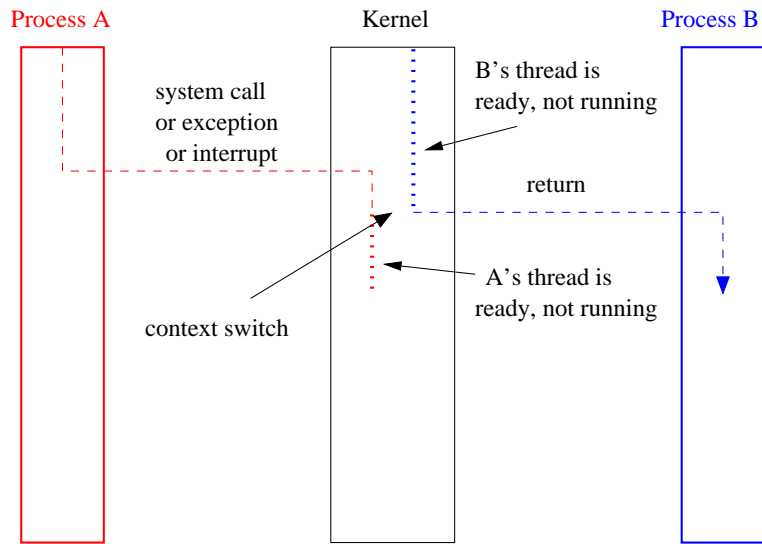 Process A
Kernel
Process B
system call
or exception
or interrupt
B’s thread is
ready, not running
return
A’s thread is
ready, not running
context switch